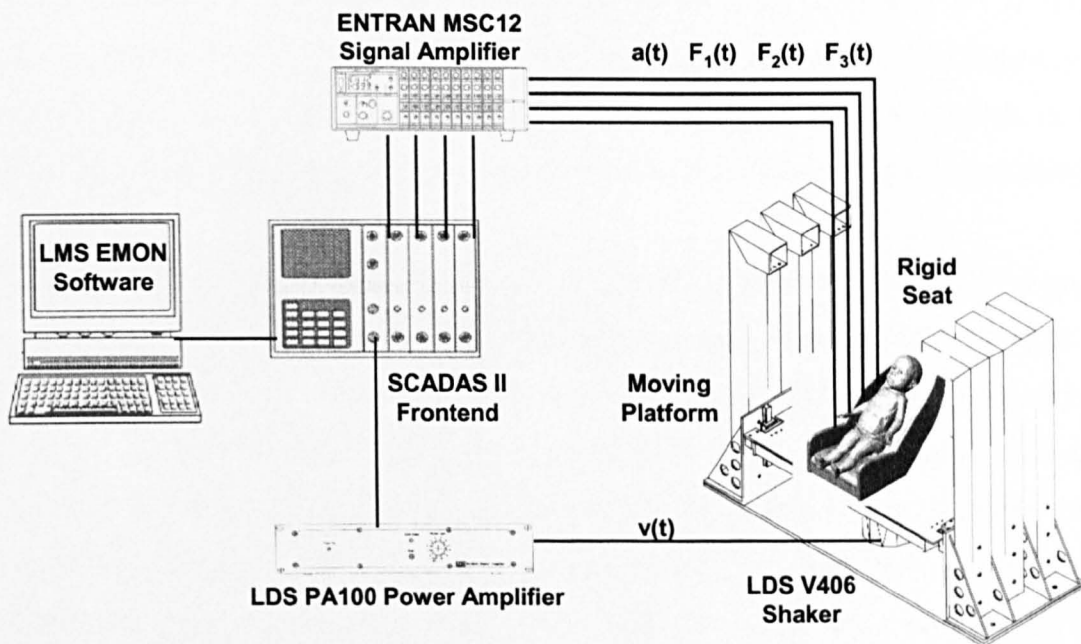 ENTRAN MSC12
Signal Amplifier
a(t) F₁(t) F₂(t) F₃(t)
LMS EMON
Software
Rigid
Seat
SCADAS II
Frontend
Moving
Platform
v(t)
LDS PA100 Power Amplifier
LDS V406
Shaker